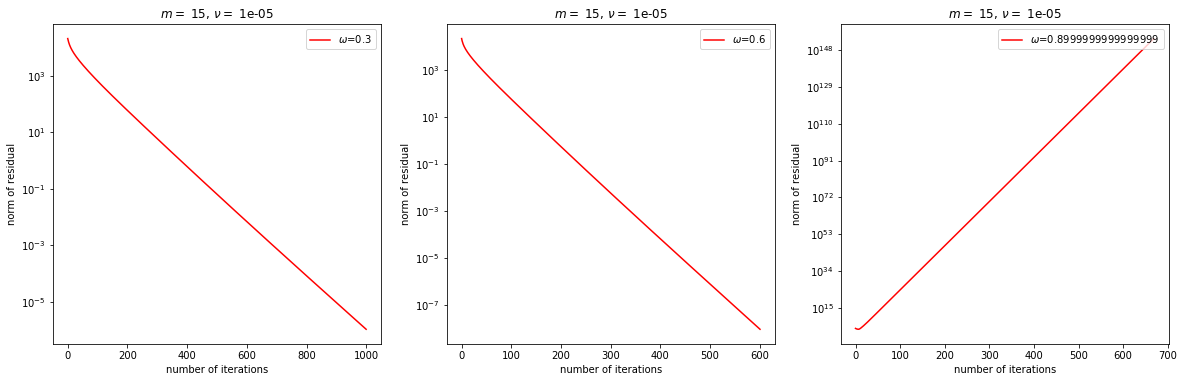 m = 15, ν = 1e-05
ω=0.3
10³
10¹
10⁻¹
10⁻³
10⁻⁵
norm of residual
0 200 400 600 800 1000
number of iterations
m = 15, ν = 1e-05
ω=0.6
10³
10¹
10⁻¹
10⁻³
10⁻⁵
10⁻⁷
norm of residual
0 100 200 300 400 500 600
number of iterations
m = 15, ν = 1e-05
ω=0.8999999999999999
10¹⁴⁸
10¹²⁹
10¹¹⁰
10⁹¹
10⁷²
10⁵³
10³⁴
10¹⁵
norm of residual
0 100 200 300 400 500 600 700
number of iterations